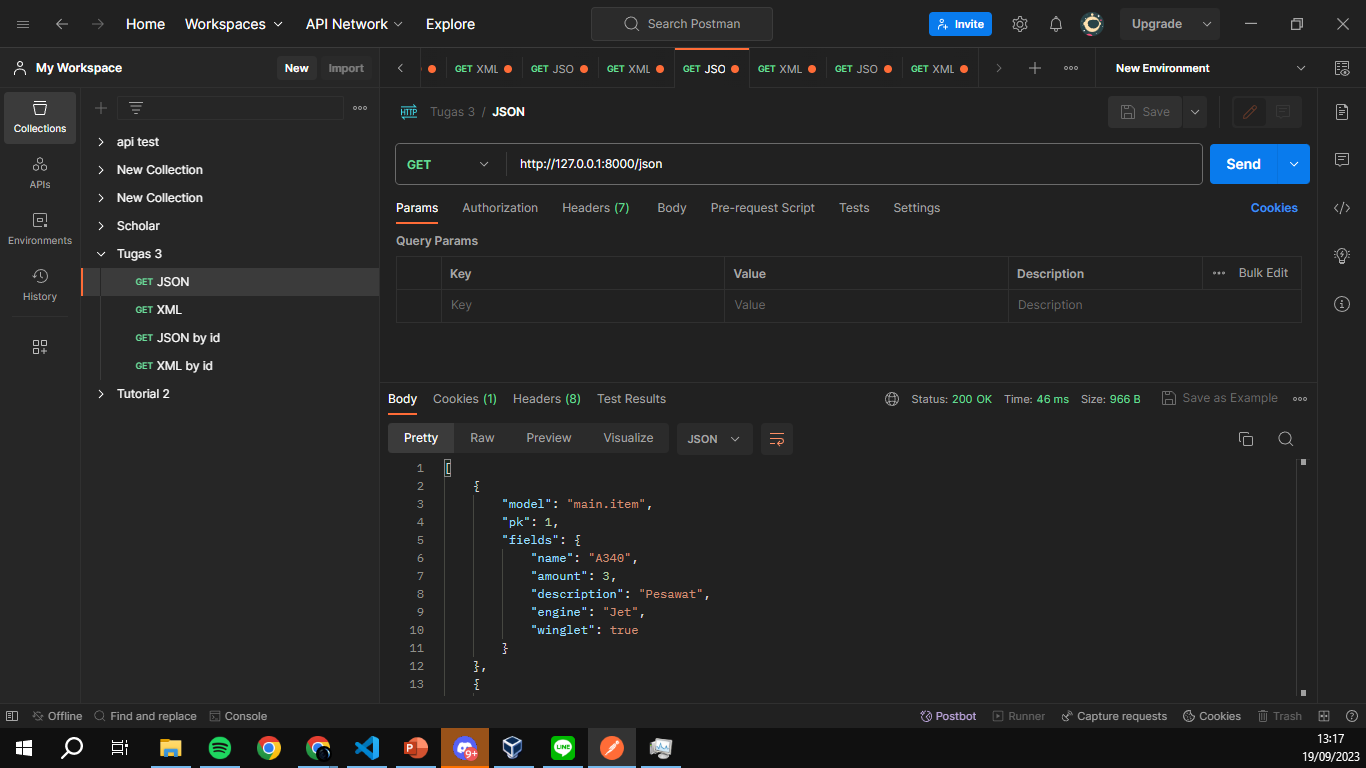 Home Workspaces API Network Explore Search Postman Invite Upgrade
My Workspace New Import GET XML GET JSO GET XML GET JSO GET XML GET JSO GET XML New Environment
Collections
APIs
Environments
History
api test
New Collection
New Collection
Scholar
Tugas 3
GET JSON
GET XML
GET JSON by id
GET XML by id
Tutorial 2
HTTP Tugas 3 / JSON Save
GET http://127.0.0.1:8000/json Send
Params Authorization Headers (7) Body Pre-request Script Tests Settings Cookies
Query Params
Key Value Description Bulk Edit
Key Value Description
Body Cookies (1) Headers (8) Test Results Status: 200 OK Time: 46 ms Size: 966 B Save as Example
Pretty Raw Preview Visualize JSON
1 [
2 {
3 "model": "main.item",
4 "pk": 1,
5 "fields": {
6 "name": "A340",
7 "amount": 3,
8 "description": "Pesawat",
9 "engine": "Jet",
10 "winglet": true
11 }
12 },
13 {
Offline Find and replace Console Postbot Runner Capture requests Cookies Trash
9+ LINE 13:17
19/09/2023